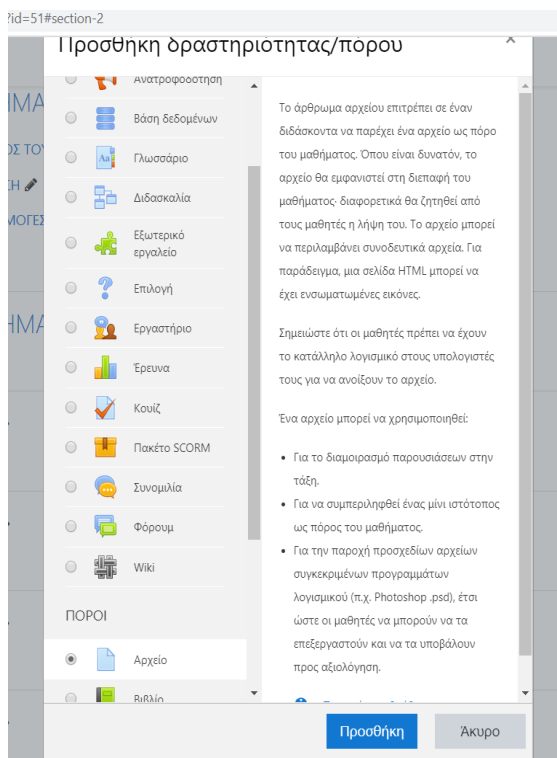 ?id=51#section-2
Προσθήκη δραστηριότητας/πόρου
×
Ανατροφοδότηση
Βάση δεδομένων
Γλωσσάριο
Διδασκαλία
Εξωτερικό
εργαλείο
Επιλογή
Εργαστήριο
Έρευνα
Κουίζ
Πακέτο SCORM
Συνομιλία
Φόρουμ
Wiki
ΠΟΡΟΙ
Αρχείο
Βιβλίο
Το άρθρωμα αρχείου επιτρέπει σε έναν
διδάσκοντα να παρέχει ένα αρχείο ως πόρο
του μαθήματος. Όπου είναι δυνατόν, το
αρχείο θα εμφανιστεί στη διεπαφή του
μαθήματος· διαφορετικά θα ζητηθεί από
τους μαθητές η λήψη του. Το αρχείο μπορεί
να περιλαμβάνει συνοδευτικά αρχεία. Για
παράδειγμα, μια σελίδα HTML μπορεί να
έχει ενσωματωμένες εικόνες.
Σημειώστε ότι οι μαθητές πρέπει να έχουν
το κατάλληλο λογισμικό στους υπολογιστές
τους για να ανοίξουν το αρχείο.
Ένα αρχείο μπορεί να χρησιμοποιηθεί:
• Για το διαμοιρασμό παρουσιάσεων στην
τάξη.
• Για να συμπεριληφθεί ένας μίνι ιστότοπος
ως πόρος του μαθήματος.
• Για την παροχή προσχεδίων αρχείων
συγκεκριμένων προγραμμάτων
λογισμικού (π.χ. Photoshop .psd), έτσι
ώστε οι μαθητές να μπορούν να τα
επεξεργαστούν και να τα υποβάλουν
προς αξιολόγηση.
Προσθήκη
Άκυρο